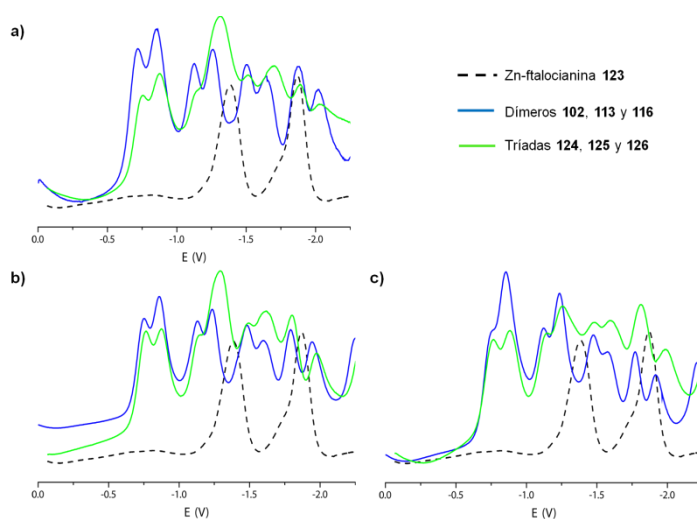 a)
Zn-ftalocianina 123
Dímeros 102, 113 y 116
Tríadas 124, 125 y 126
0.0 -0.5 -1.0 -1.5 -2.0
E (V)
b)
c)
0.0 -0.5 -1.0 -1.5 -2.0
E (V)
0.0 -0.5 -1.0 -1.5 -2.0
E (V)